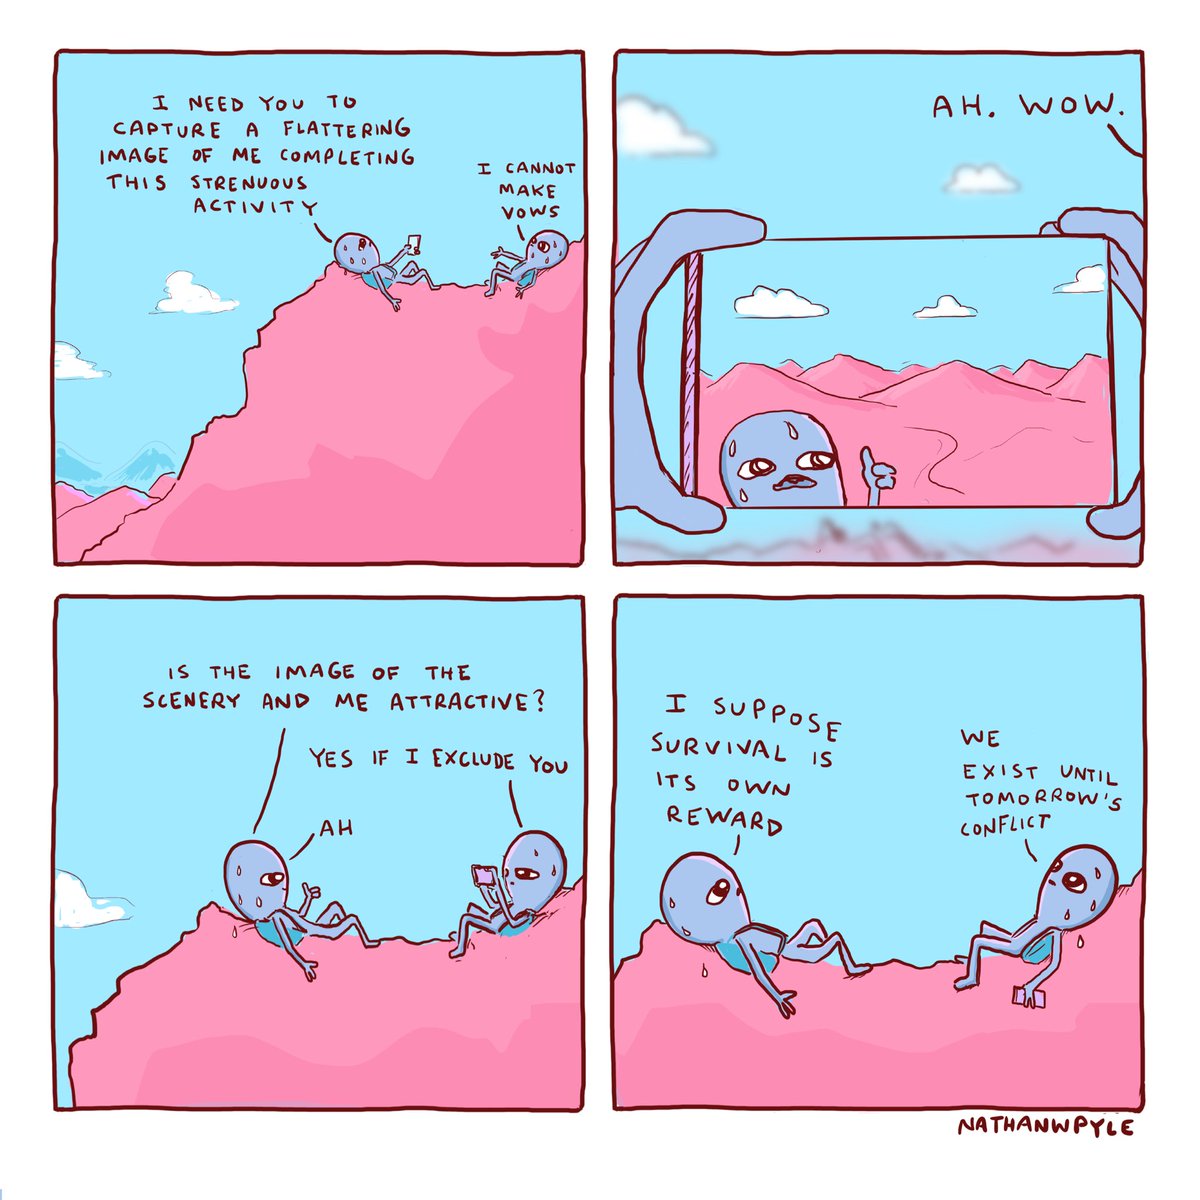 I NEED YOU TO
CAPTURE A FLATTERING
IMAGE OF ME COMPLETING
THIS STRENUOUS
ACTIVITY
I CANNOT
MAKE
VOWS
AH. WOW.
IS THE IMAGE OF THE
SCENERY AND ME ATTRACTIVE?
YES IF I EXCLUDE YOU
AH
I SUPPOSE
SURVIVAL IS
ITS OWN
REWARD
WE
EXIST UNTIL
TOMORROW'S
CONFLICT
NATHANWPYLE